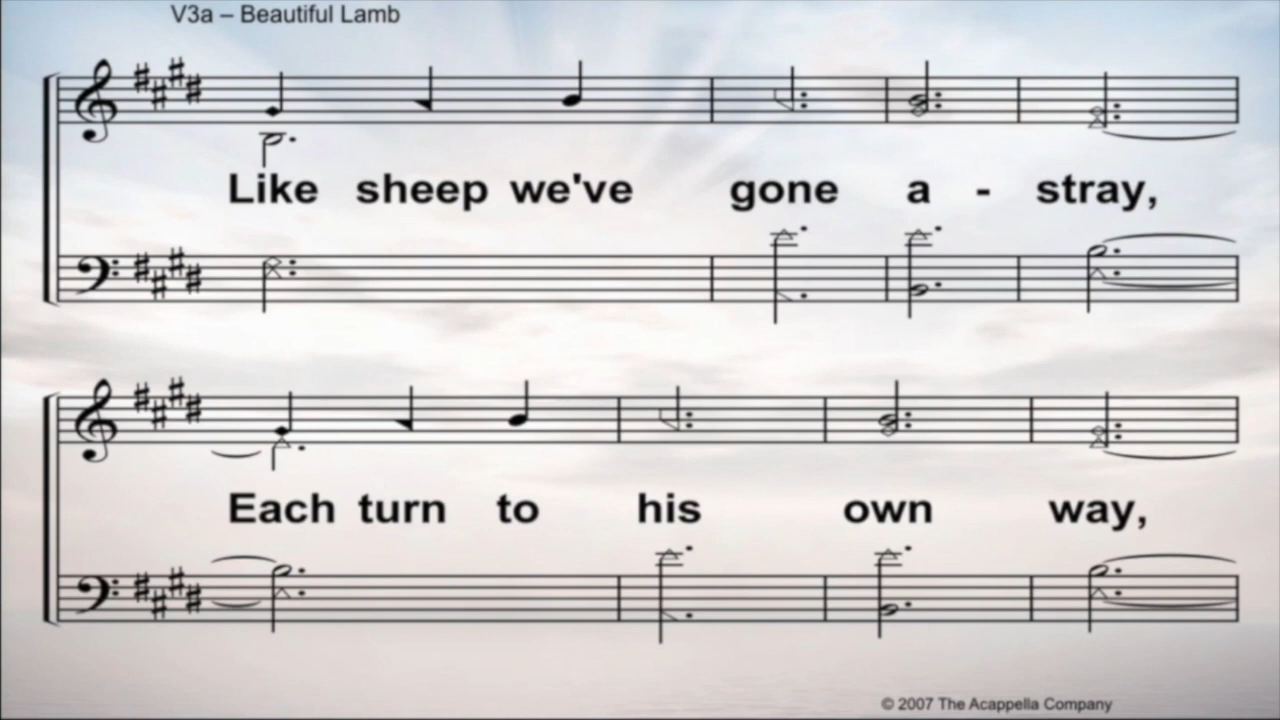 V3a – Beautiful Lamb
Like sheep we've gone a - stray,
Each turn to his own way,
© 2007 The Acappella Company